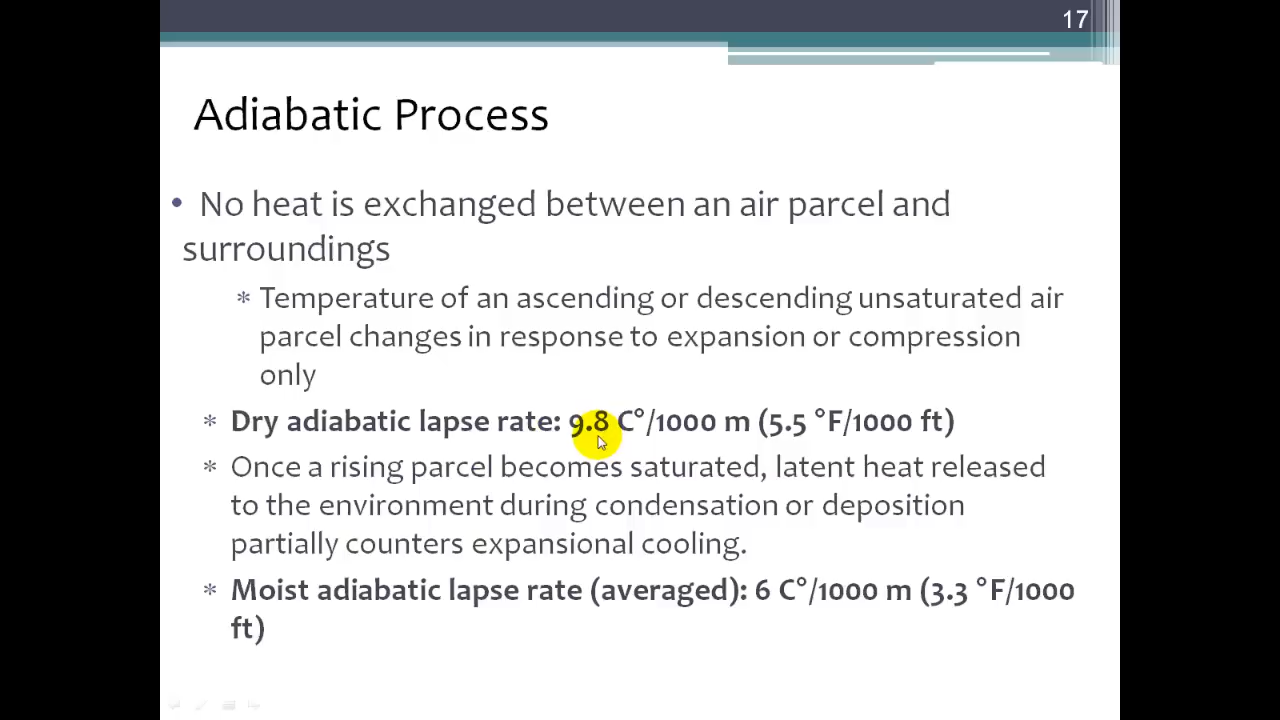 17
Adiabatic Process
• No heat is exchanged between an air parcel and
surroundings
* Temperature of an ascending or descending unsaturated air
parcel changes in response to expansion or compression
only
* Dry adiabatic lapse rate: 9.8 C°/1000 m (5.5 °F/1000 ft)
* Once a rising parcel becomes saturated, latent heat released
to the environment during condensation or deposition
partially counters expansional cooling.
* Moist adiabatic lapse rate (averaged): 6 C°/1000 m (3.3 °F/1000
ft)